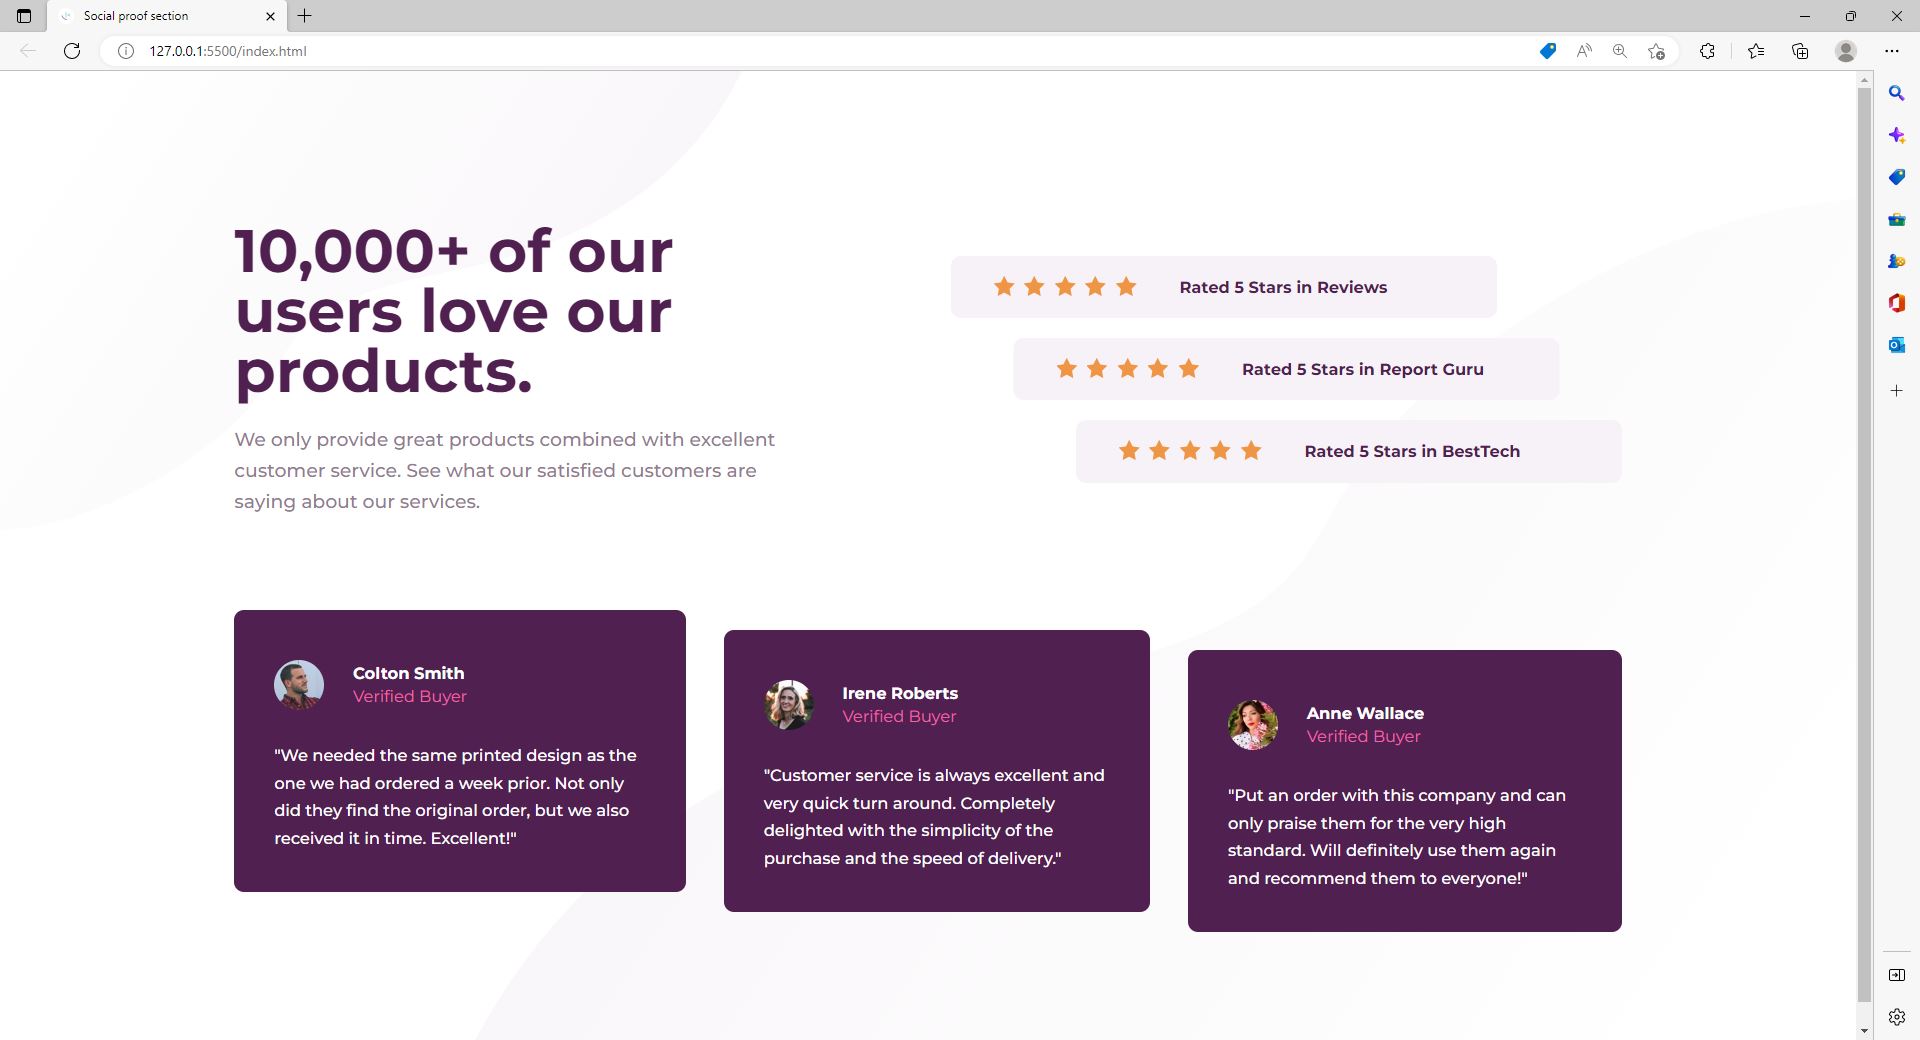 Social proof section
127.0.0.1:5500/index.html
10,000+ of our
users love our
products.
We only provide great products combined with excellent
customer service. See what our satisfied customers are
saying about our services.
Rated 5 Stars in Reviews
Rated 5 Stars in Report Guru
Rated 5 Stars in BestTech
Colton Smith
Verified Buyer
"We needed the same printed design as the
one we had ordered a week prior. Not only
did they find the original order, but we also
received it in time. Excellent!"
Irene Roberts
Verified Buyer
"Customer service is always excellent and
very quick turn around. Completely
delighted with the simplicity of the
purchase and the speed of delivery."
Anne Wallace
Verified Buyer
"Put an order with this company and can
only praise them for the very high
standard. Will definitely use them again
and recommend them to everyone!"